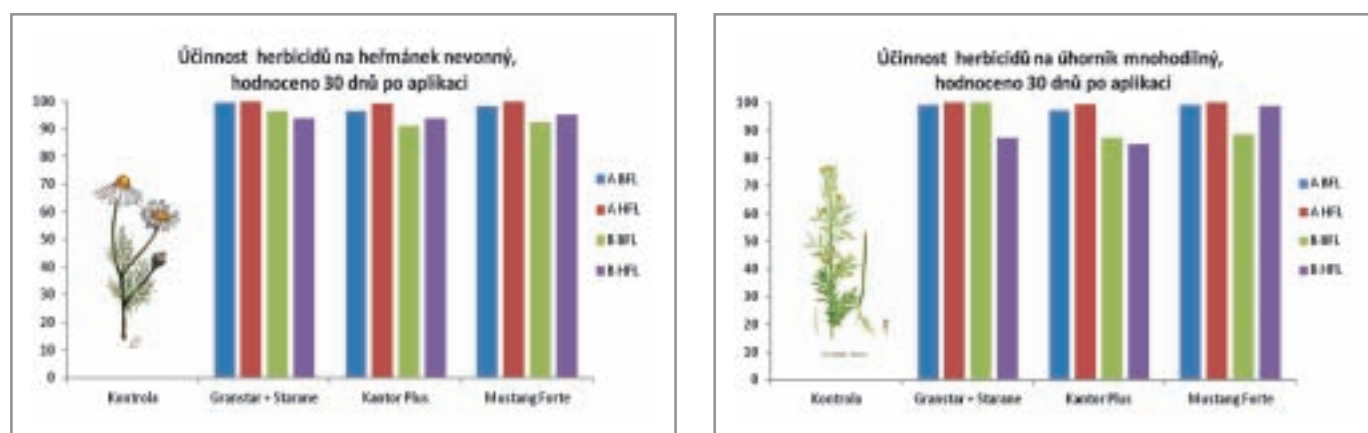 Účinnost herbicidů na heřmánek nevonný,
hodnoceno 30 dnů po aplikaci
100
90
80
70
60
50
40
30
20
10
0
Kontrola
Granstar + Starane
Kantor Plus
Mustang Forte
A BFL
A HFL
B BFL
B HFL
Účinnost herbicidů na úhorník mnohodílný,
hodnoceno 30 dnů po aplikaci
100
90
80
70
60
50
40
30
20
10
0
Kontrola
Granstar + Starane
Kantor Plus
Mustang Forte
A BFL
A HFL
B BFL
B HFL